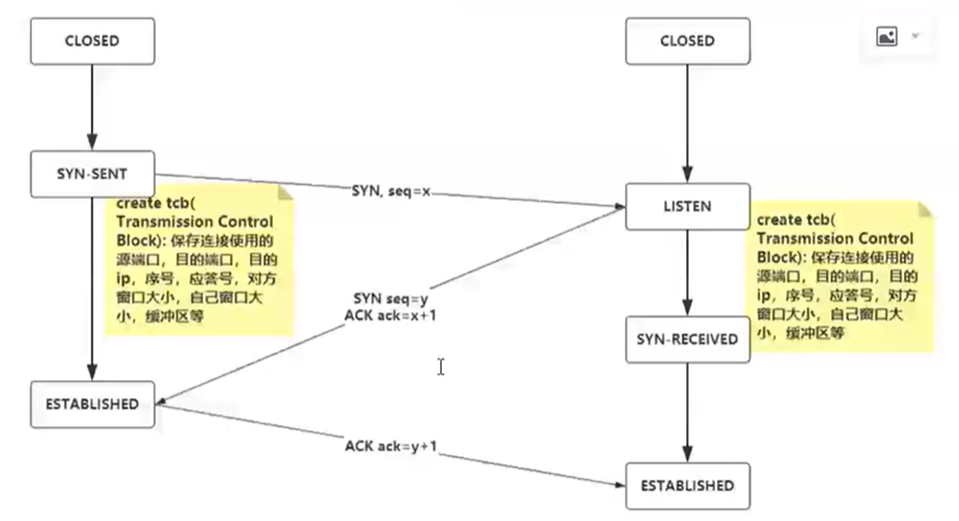 CLOSED
CLOSED
SYN-SENT
SYN, seq=x
LISTEN
create tcb(
Transmission Control
Block): 保存连接使用的
源端口，目的端口，目的
ip，序号，应答号，对方
窗口大小，自己窗口大
小，缓冲区等
create tcb(
Transmission Control
Block): 保存连接使用的
源端口，目的端口，目的
ip，序号，应答号，对方
窗口大小，自己窗口大
小，缓冲区等
SYN seq=y
ACK ack=x+1
SYN-RECEIVED
ESTABLISHED
ACK ack=y+1
ESTABLISHED